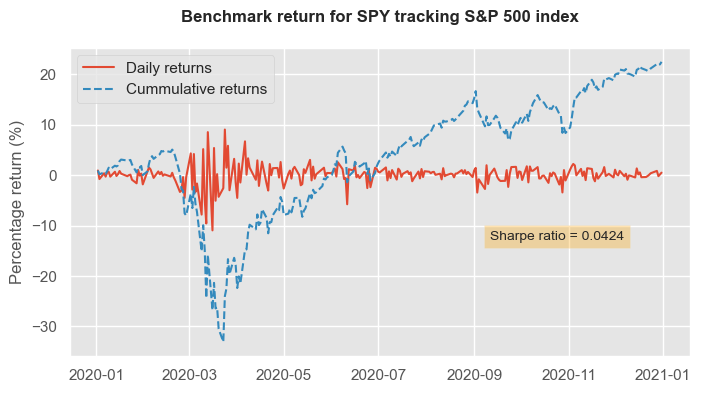 Benchmark return for SPY tracking S&P 500 index
Daily returns
Cummulative returns
Percentage return (%)
20
10
0
−10
−20
−30
Sharpe ratio = 0.0424
2020-01 2020-03 2020-05 2020-07 2020-09 2020-11 2021-01